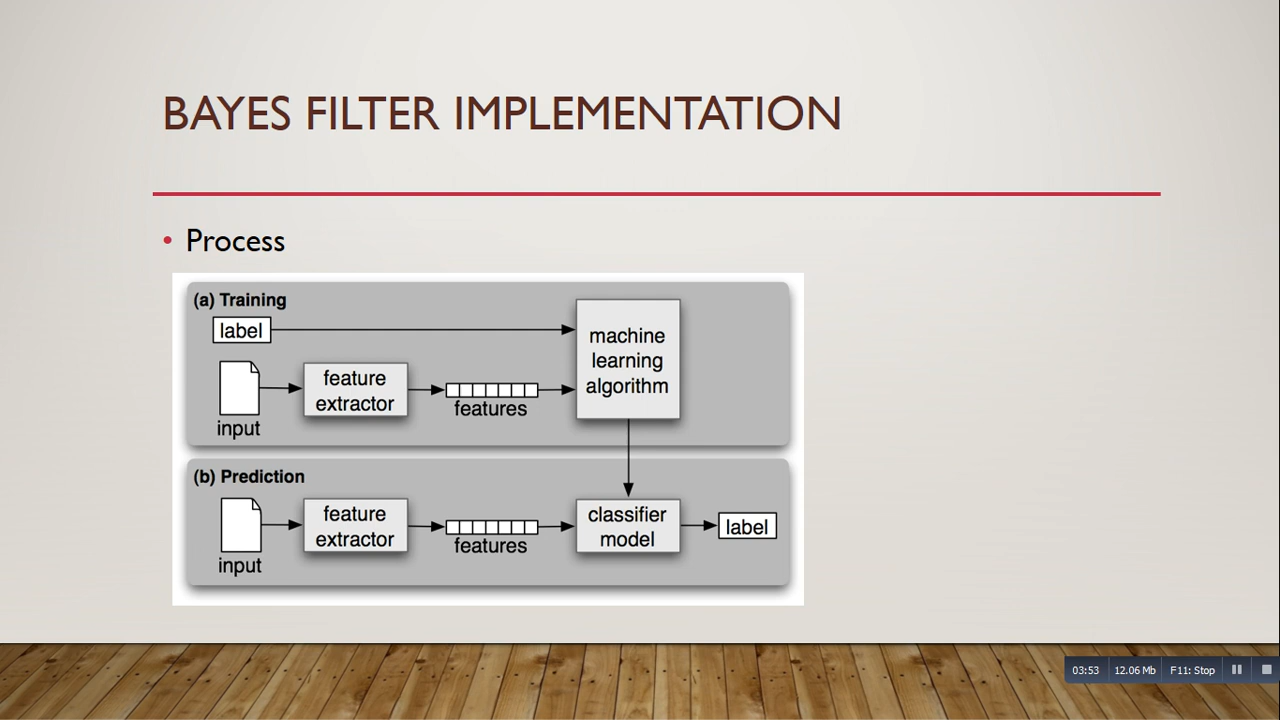 BAYES FILTER IMPLEMENTATION
• Process
(a) Training
label
machine
learning
algorithm
feature
extractor
features
input
(b) Prediction
feature
extractor
features
classifier
model
label
input
03:53 12.06 Mb F11: Stop